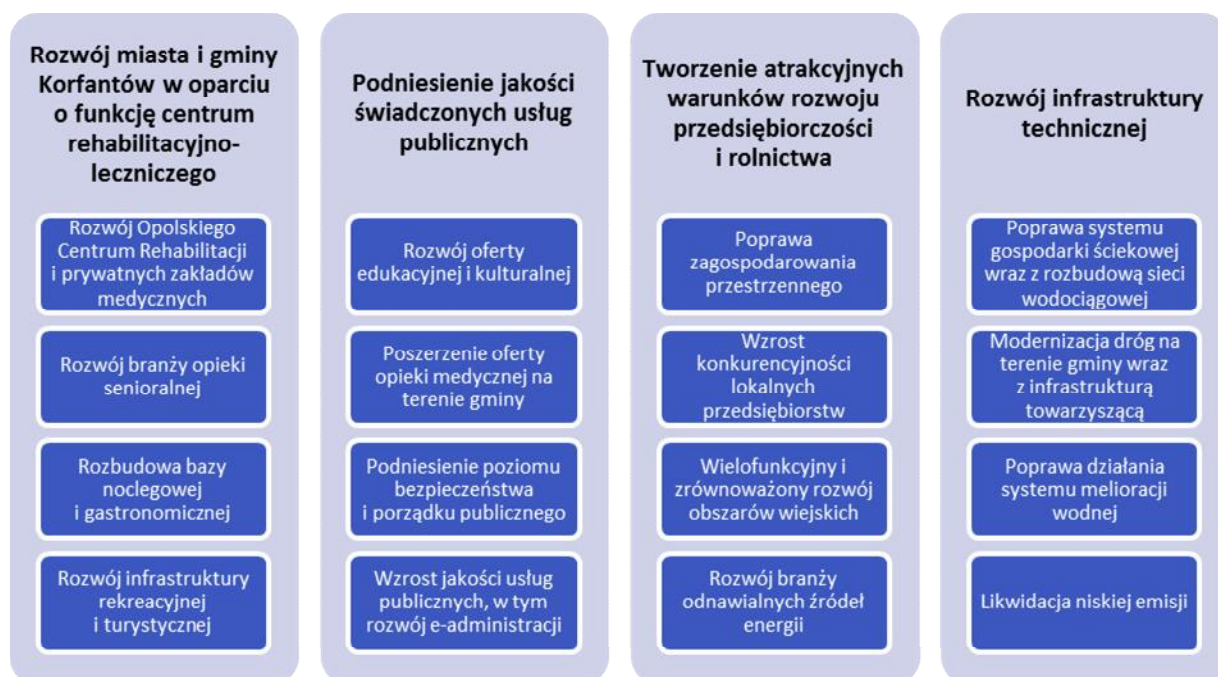 Rozwój miasta i gminy
Korfantów w oparciu
o funkcję centrum
rehabilitacyjno-
leczniczego
Rozwój Opolskiego
Centrum Rehabilitacji
i prywatnych zakładów
medycznych
Rozwój branży opieki
senioralnej
Rozbudowa bazy
noclegowej
i gastronomicznej
Rozwój infrastruktury
rekreacyjnej
i turystycznej
Podniesienie jakości
świadczonych usług
publicznych
Rozwój oferty
edukacyjnej i kulturalnej
Poszerzenie oferty
opieki medycznej na
terenie gminy
Podniesienie poziomu
bezpieczeństwa
i porządku publicznego
Wzrost jakości usług
publicznych, w tym
rozwój e-administracji
Tworzenie atrakcyjnych
warunków rozwoju
przedsiębiorczości
i rolnictwa
Poprawa
zagospodarowania
przestrzennego
Wzrost
konkurencyjności
lokalnych
przedsiębiorstw
Wielofunkcyjny i
zrównoważony rozwój
obszarów wiejskich
Rozwój branży
odnawialnych źródeł
energii
Rozwój infrastruktury
technicznej
Poprawa systemu
gospodarki ściekowej
wraz z rozbudową sieci
wodociągowej
Modernizacja dróg na
terenie gminy wraz
z infrastrukturą
towarzyszącą
Poprawa działania
systemu melioracji
wodnej
Likwidacja niskiej emisji